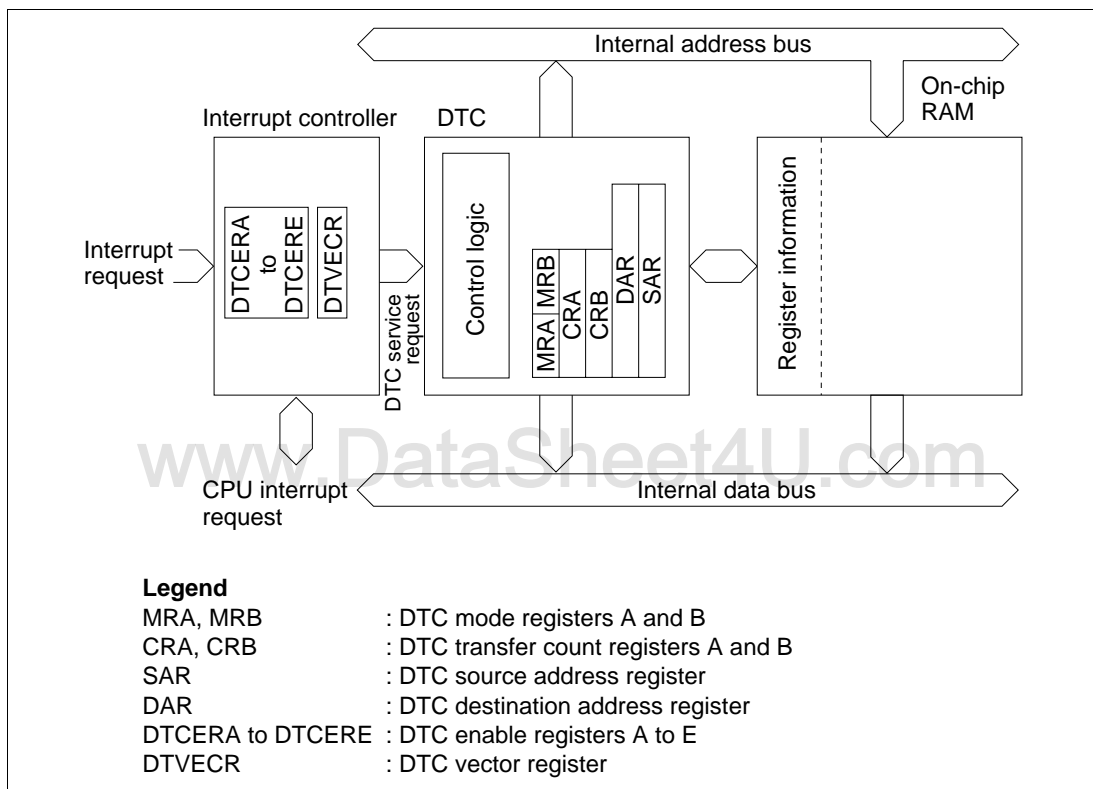 Internal address bus
On-chip
RAM
Interrupt controller
DTC
Interrupt
request
DTCERA
to
DTCERE
DTVECR
DTC service
request
Control logic
MRA MRB
CRA
CRB
DAR
SAR
Register information
www.DataSheet4U.com
CPU interrupt
request
Internal data bus
Legend
MRA, MRB : DTC mode registers A and B
CRA, CRB : DTC transfer count registers A and B
SAR : DTC source address register
DAR : DTC destination address register
DTCERA to DTCERE : DTC enable registers A to E
DTVECR : DTC vector register